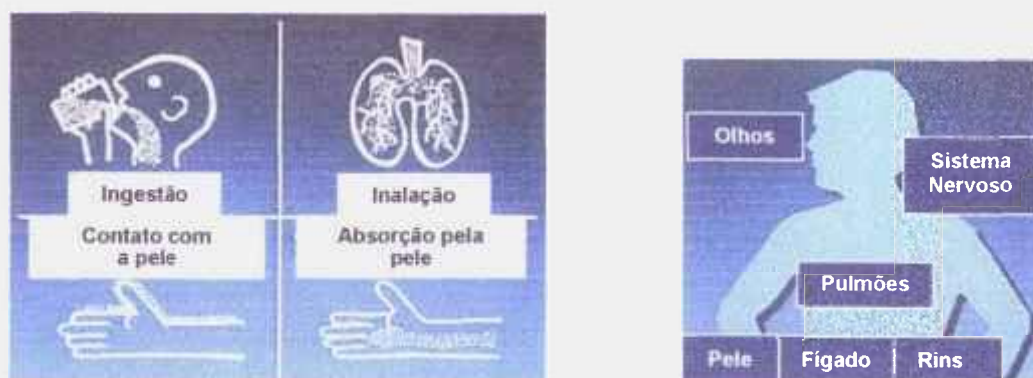 Ingestão
Inalação
Contato com
a pele
Absorção pela
pele
Olhos
Sistema
Nervoso
Pulmões
Pele
Fígado
Rins